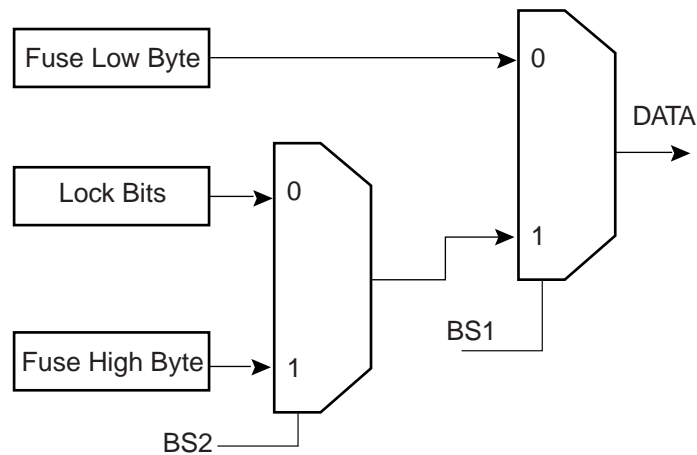 Fuse Low Byte
0
DATA
Lock Bits
0
1
BS1
Fuse High Byte
1
BS2